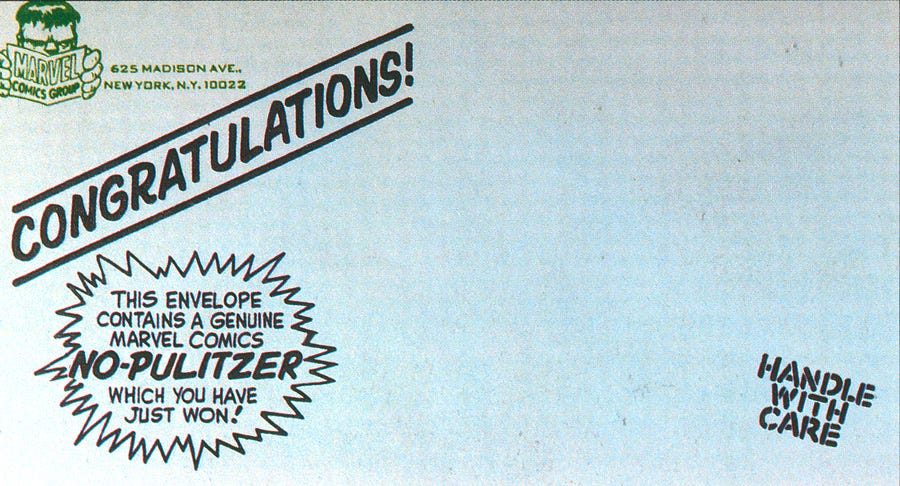 MARVEL
COMICS GROUP
625 MADISON AVE.,
NEW YORK, N.Y. 10022
CONGRATULATIONS!
THIS ENVELOPE
CONTAINS A GENUINE
MARVEL COMICS
NO-PULITZER
WHICH YOU HAVE
JUST WON!
HANDLE
WITH
CARE